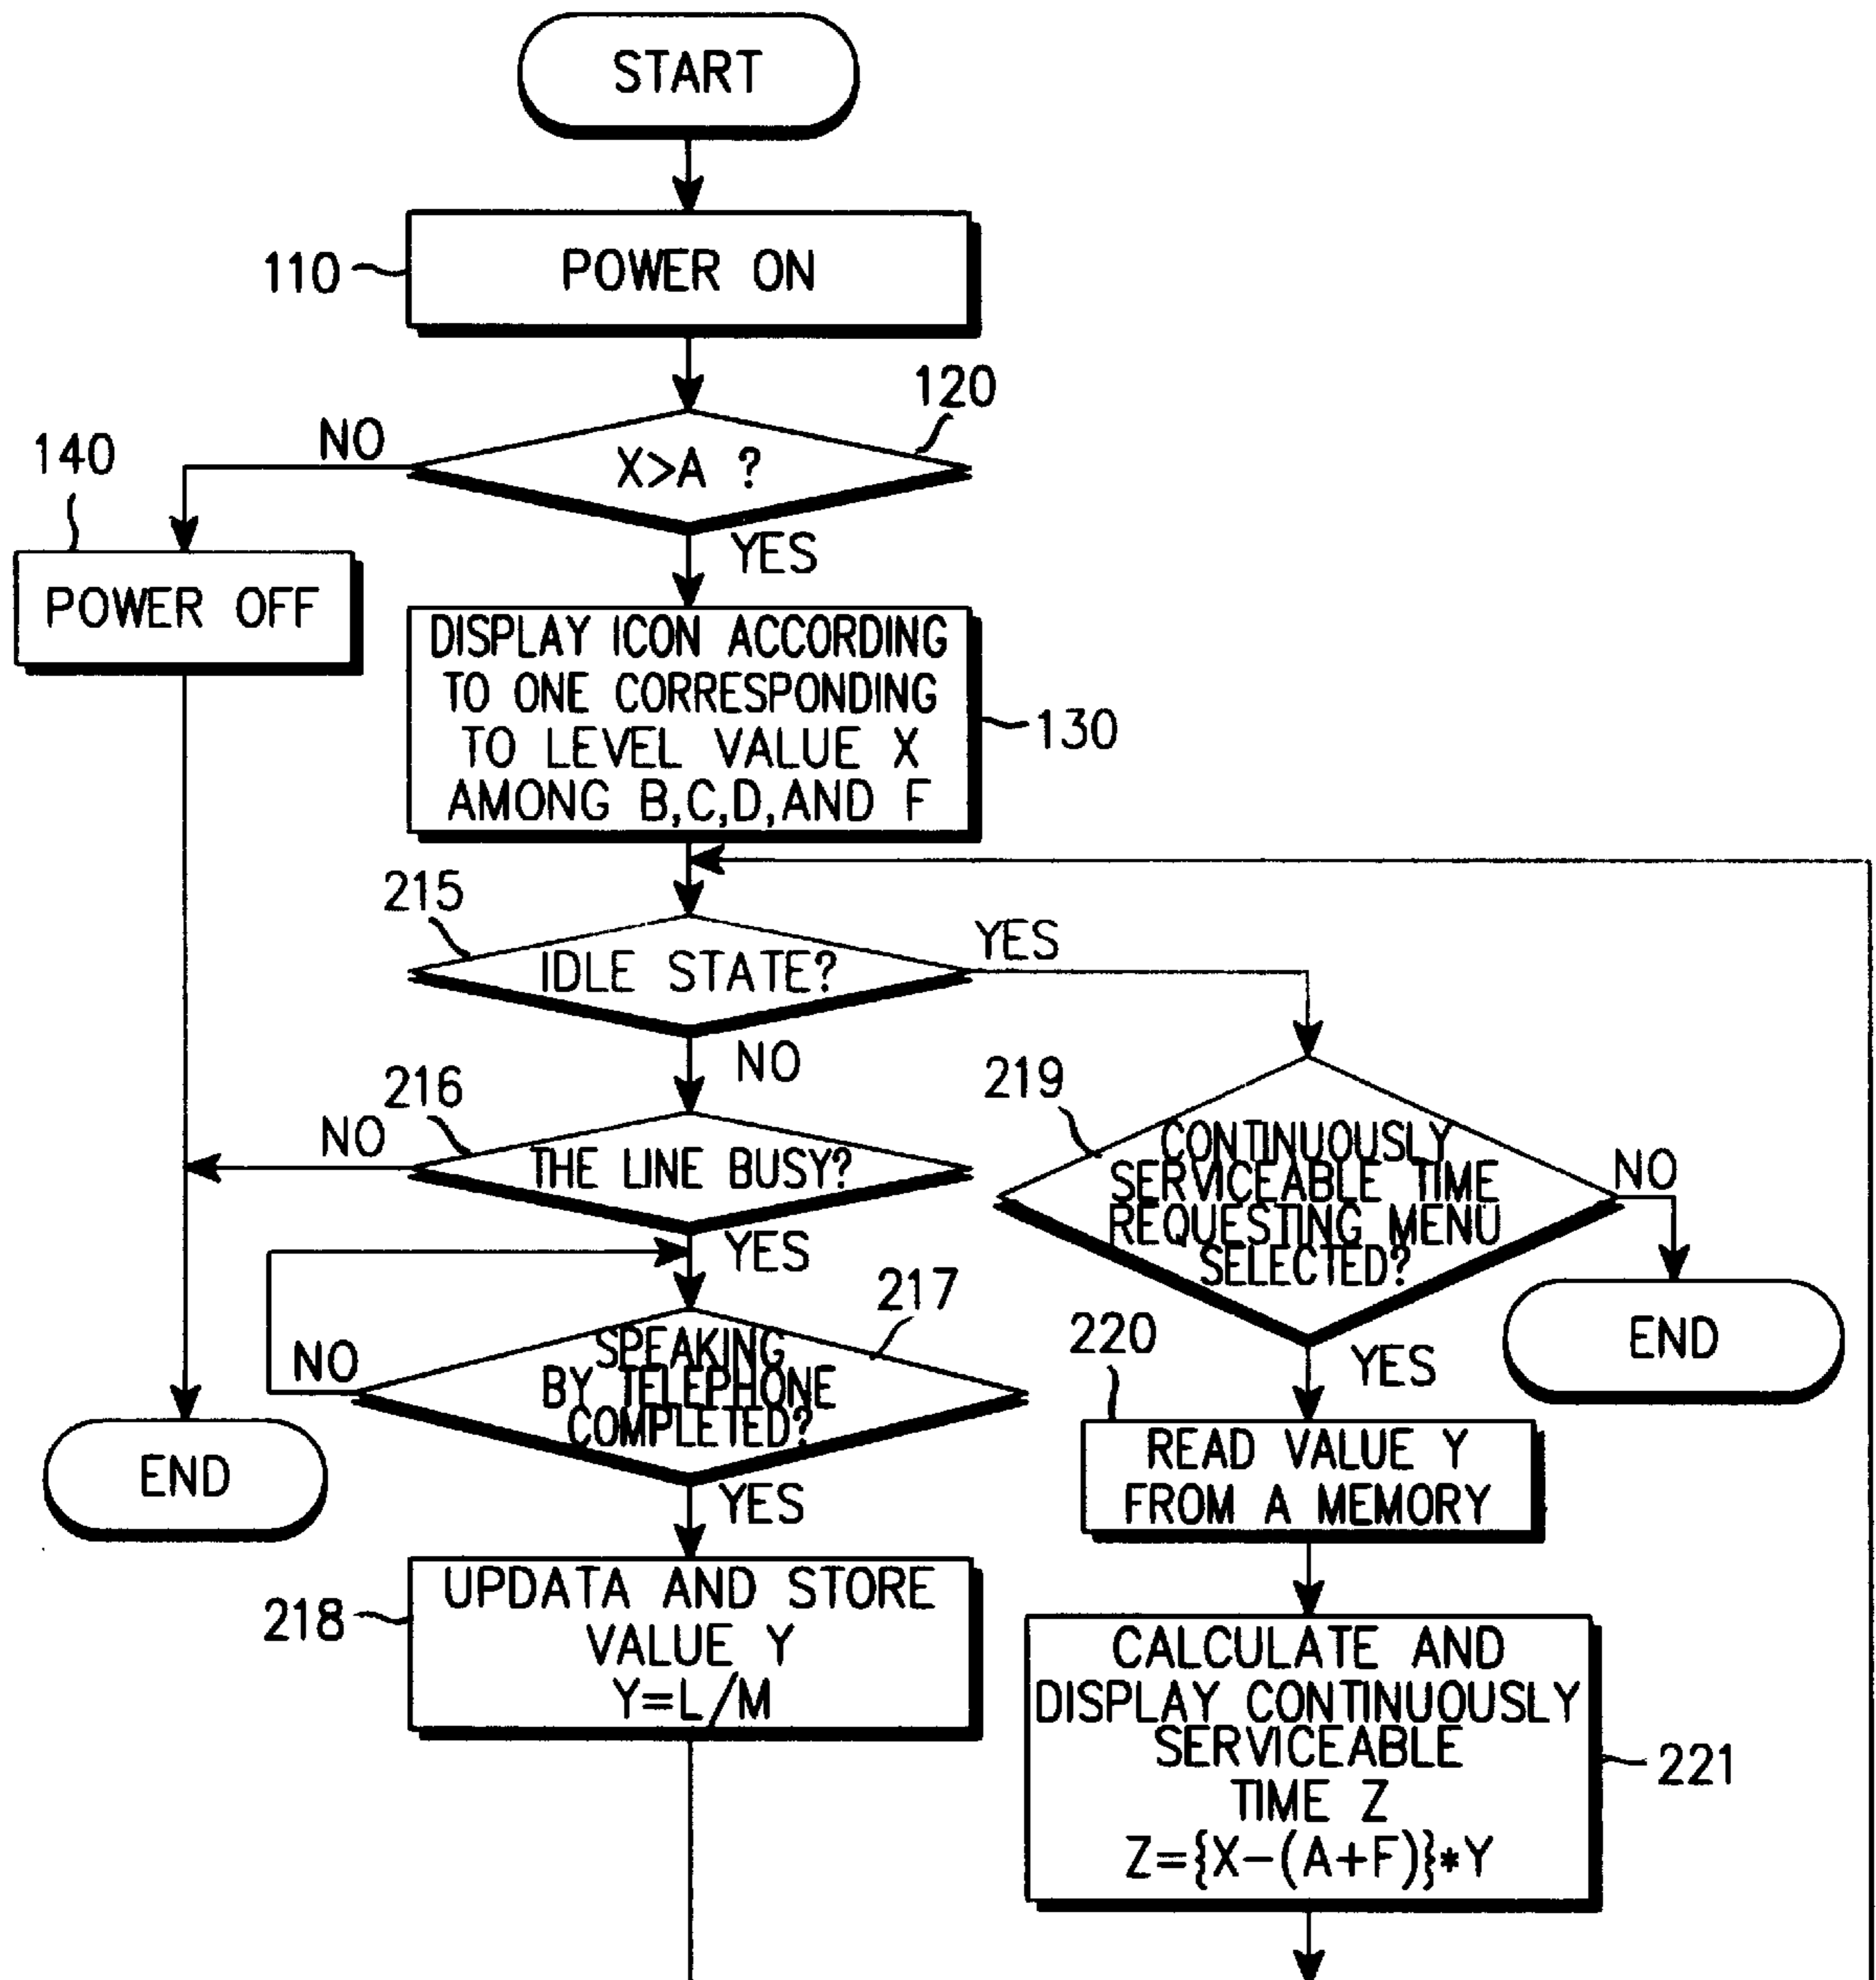 START
110
POWER ON
120
X>A ?
NO
140
YES
POWER OFF
DISPLAY ICON ACCORDING
TO ONE CORRESPONDING
TO LEVEL VALUE X
AMONG B,C,D,AND F
130
215
IDLE STATE?
YES
NO
216
THE LINE BUSY?
NO
YES
219
CONTINUOUSLY
SERVICEABLE TIME
REQUESTING MENU
SELECTED?
NO
END
217
SPEAKING
BY TELEPHONE
COMPLETED?
NO
YES
END
220
YES
READ VALUE Y
FROM A MEMORY
218
UPDATA AND STORE
VALUE Y
Y=L/M
CALCULATE AND
DISPLAY CONTINUOUSLY
SERVICEABLE
TIME Z
Z={X-(A+F)}*Y
221